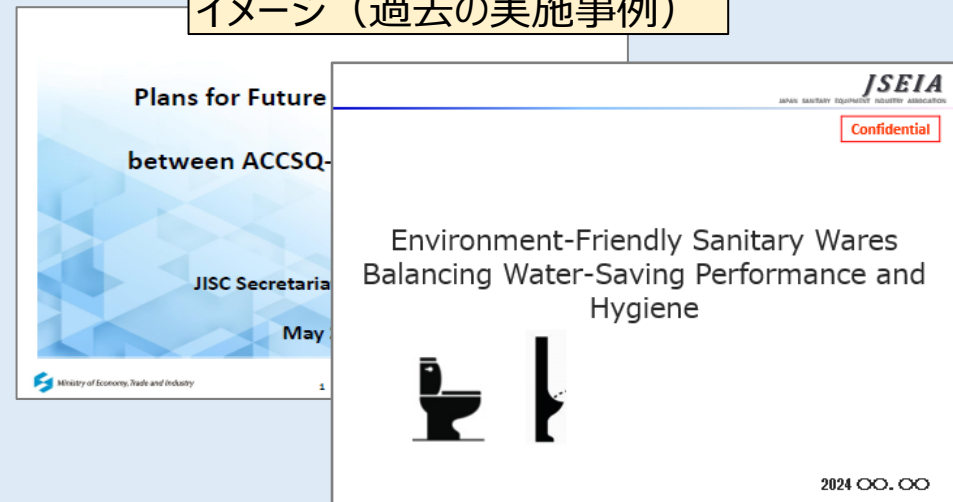 イメージ（過去の実施事例）
Plans for Future
between ACCSQ-
JISC Secretaria
May
Ministry of Economy, Trade and Industry
1
JSEIA
JAPAN SANITARY EQUIPMENT INDUSTRY ASSOCIATION
Confidential
Environment-Friendly Sanitary Wares
Balancing Water-Saving Performance and
Hygiene
2024 〇〇.〇〇